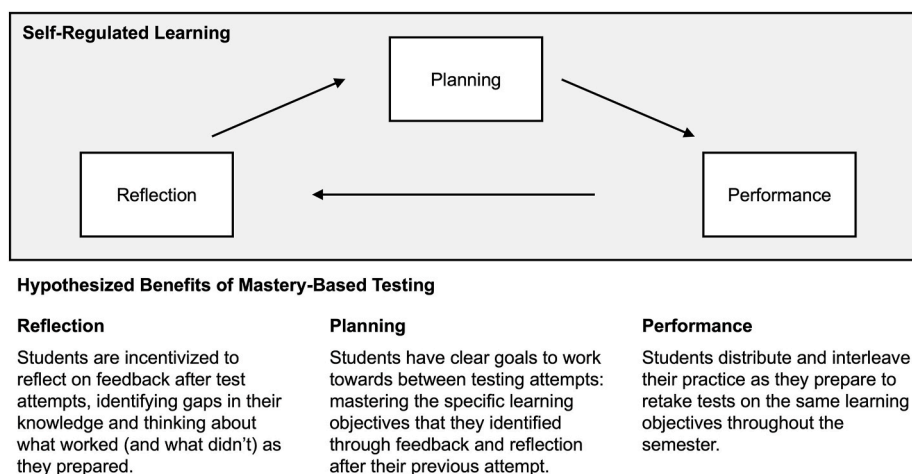 Self-Regulated Learning
Planning
Reflection
Performance
Hypothesized Benefits of Mastery-Based Testing
Reflection
Students are incentivized to
reflect on feedback after test
attempts, identifying gaps in their
knowledge and thinking about
what worked (and what didn’t) as
they prepared.
Planning
Students have clear goals to work
towards between testing attempts:
mastering the specific learning
objectives that they identified
through feedback and reflection
after their previous attempt.
Performance
Students distribute and interleave
their practice as they prepare to
retake tests on the same learning
objectives throughout the
semester.